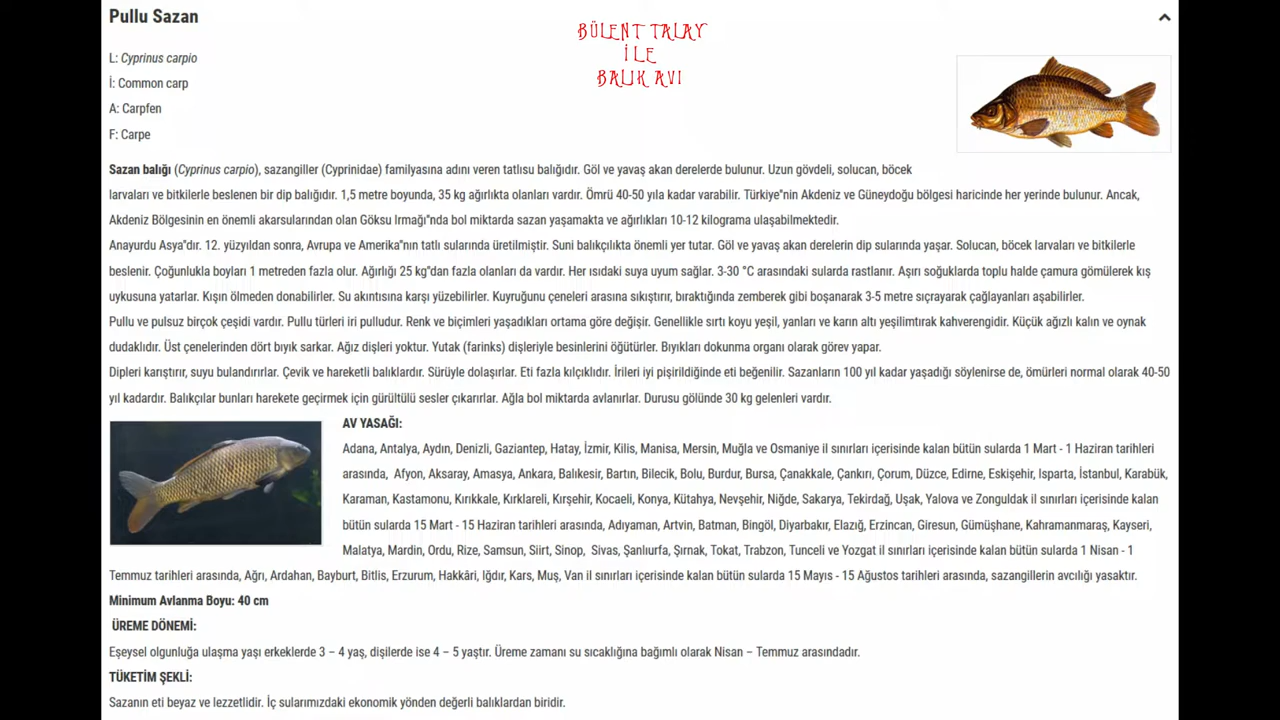 Pullu Sazan
BÜLENT TALAY
İLE
BALIK AVI
L: Cyprinus carpio
İ: Common carp
A: Carpfen
F: Carpe
Sazan balığı (Cyprinus carpio), sazangiller (Cyprinidae) familyasına adını veren tatlısu balığıdır. Göl ve yavaş akan derelerde bulunur. Uzun gövdeli, solucan, böcek
larvaları ve bitkilerle beslenen bir dip balığıdır. 1,5 metre boyunda, 35 kg ağırlıkta olanları vardır. Ömrü 40-50 yıla kadar varabilir. Türkiye"nin Akdeniz ve Güneydoğu bölgesi haricinde her yerinde bulunur. Ancak,
Akdeniz Bölgesinin en önemli akarsularından olan Göksu Irmağı"nda bol miktarda sazan yaşamakta ve ağırlıkları 10-12 kilograma ulaşabilmektedir.
Anayurdu Asya"dır. 12. yüzyıldan sonra, Avrupa ve Amerika"nın tatlı sularında üretilmiştir. Suni balıkçılıkta önemli yer tutar. Göl ve yavaş akan derelerin dip sularında yaşar. Solucan, böcek larvaları ve bitkilerle
beslenir. Çoğunlukla boyları 1 metreden fazla olur. Ağırlığı 25 kg"dan fazla olanları da vardır. Her ısıdaki suya uyum sağlar. 3-30 °C arasındaki sularda rastlanır. Aşırı soğuklarda toplu halde çamura gömülerek kış
uykusuna yatarlar. Kışın ölmeden donabilirler. Su akıntısına karşı yüzebilirler. Kuyruğunu çeneleri arasına sıkıştırır, bıraktığında zemberek gibi boşanarak 3-5 metre sıçrayarak çağlayanları aşabilirler.
Pullu ve pulsuz birçok çeşidi vardır. Pullu türleri iri pulludur. Renk ve biçimleri yaşadıkları ortama göre değişir. Genellikle sırtı koyu yeşil, yanları ve karın altı yeşilimtırak kahverengidir. Küçük ağızlı kalın ve oynak
dudaklıdır. Üst çenelerinden dört bıyık sarkar. Ağız dişleri yoktur. Yutak (farinks) dişleriyle besinlerini öğütürler. Bıyıkları dokunma organı olarak görev yapar.
Dipleri karıştırır, suyu bulandırırlar. Çevik ve hareketli balıklardır. Sürüyle dolaşırlar. Eti fazla kılçıklıdır. İrileri iyi pişirildiğinde eti beğenilir. Sazanların 100 yıl kadar yaşadığı söylenirse de, ömürleri normal olarak 40-50
yıl kadardır. Balıkçılar bunları harekete geçirmek için gürültülü sesler çıkarırlar. Ağla bol miktarda avlanırlar. Durusu gölünde 30 kg gelenleri vardır.
AV YASAĞI:
Adana, Antalya, Aydın, Denizli, Gaziantep, Hatay, İzmir, Kilis, Manisa, Mersin, Muğla ve Osmaniye il sınırları içerisinde kalan bütün sularda 1 Mart - 1 Haziran tarihleri
arasında, Afyon, Aksaray, Amasya, Ankara, Balıkesir, Bartın, Bilecik, Bolu, Burdur, Bursa, Çanakkale, Çankırı, Çorum, Düzce, Edirne, Eskişehir, Isparta, İstanbul, Karabük,
Karaman, Kastamonu, Kırıkkale, Kırklareli, Kırşehir, Kocaeli, Konya, Kütahya, Nevşehir, Niğde, Sakarya, Tekirdağ, Uşak, Yalova ve Zonguldak il sınırları içerisinde kalan
bütün sularda 15 Mart - 15 Haziran tarihleri arasında, Adıyaman, Artvin, Batman, Bingöl, Diyarbakır, Elazığ, Erzincan, Giresun, Gümüşhane, Kahramanmaraş, Kayseri,
Malatya, Mardin, Ordu, Rize, Samsun, Siirt, Sinop, Sivas, Şanlıurfa, Şırnak, Tokat, Trabzon, Tunceli ve Yozgat il sınırları içerisinde kalan bütün sularda 1 Nisan - 1
Temmuz tarihleri arasında, Ağrı, Ardahan, Bayburt, Bitlis, Erzurum, Hakkâri, Iğdır, Kars, Muş, Van il sınırları içerisinde kalan bütün sularda 15 Mayıs - 15 Ağustos tarihleri arasında, sazangillerin avcılığı yasaktır.
Minimum Avlanma Boyu: 40 cm
ÜREME DÖNEMİ:
Eşeysel olgunluğa ulaşma yaşı erkeklerde 3 – 4 yaş, dişilerde ise 4 – 5 yaştır. Üreme zamanı su sıcaklığına bağımlı olarak Nisan – Temmuz arasındadır.
TÜKETİM ŞEKLİ:
Sazanın eti beyaz ve lezzetlidir. İç sularımızdaki ekonomik yönden değerli balıklardan biridir.